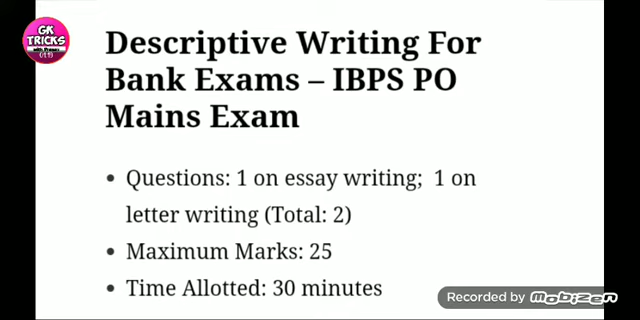 GK
TRICKS
Descriptive Writing For
Bank Exams – IBPS PO
Mains Exam
• Questions: 1 on essay writing;  1 on
letter writing (Total: 2)
• Maximum Marks: 25
• Time Allotted: 30 minutes
Recorded by MOBIZEN